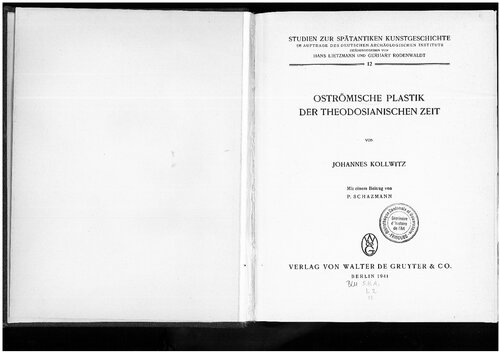 STUDIEN ZUR SPÄTANTIKEN KUNSTGESCHICHTE
IM AUFTRAGE DES DEUTSCHEN ARCHÄOLOGISCHEN INSTITUTS
HERAUSGEGEBEN VON
HANS LIETZMANN UND GERHART RODENWALDT
12
OSTRÖMISCHE PLASTIK
DER THEODOSIANISCHEN ZEIT
VON
JOHANNES KOLLWITZ
Mit einem Beitrag von
P. SCHAZMANN
VERLAG VON WALTER DE GRUYTER & CO.
BERLIN 1941